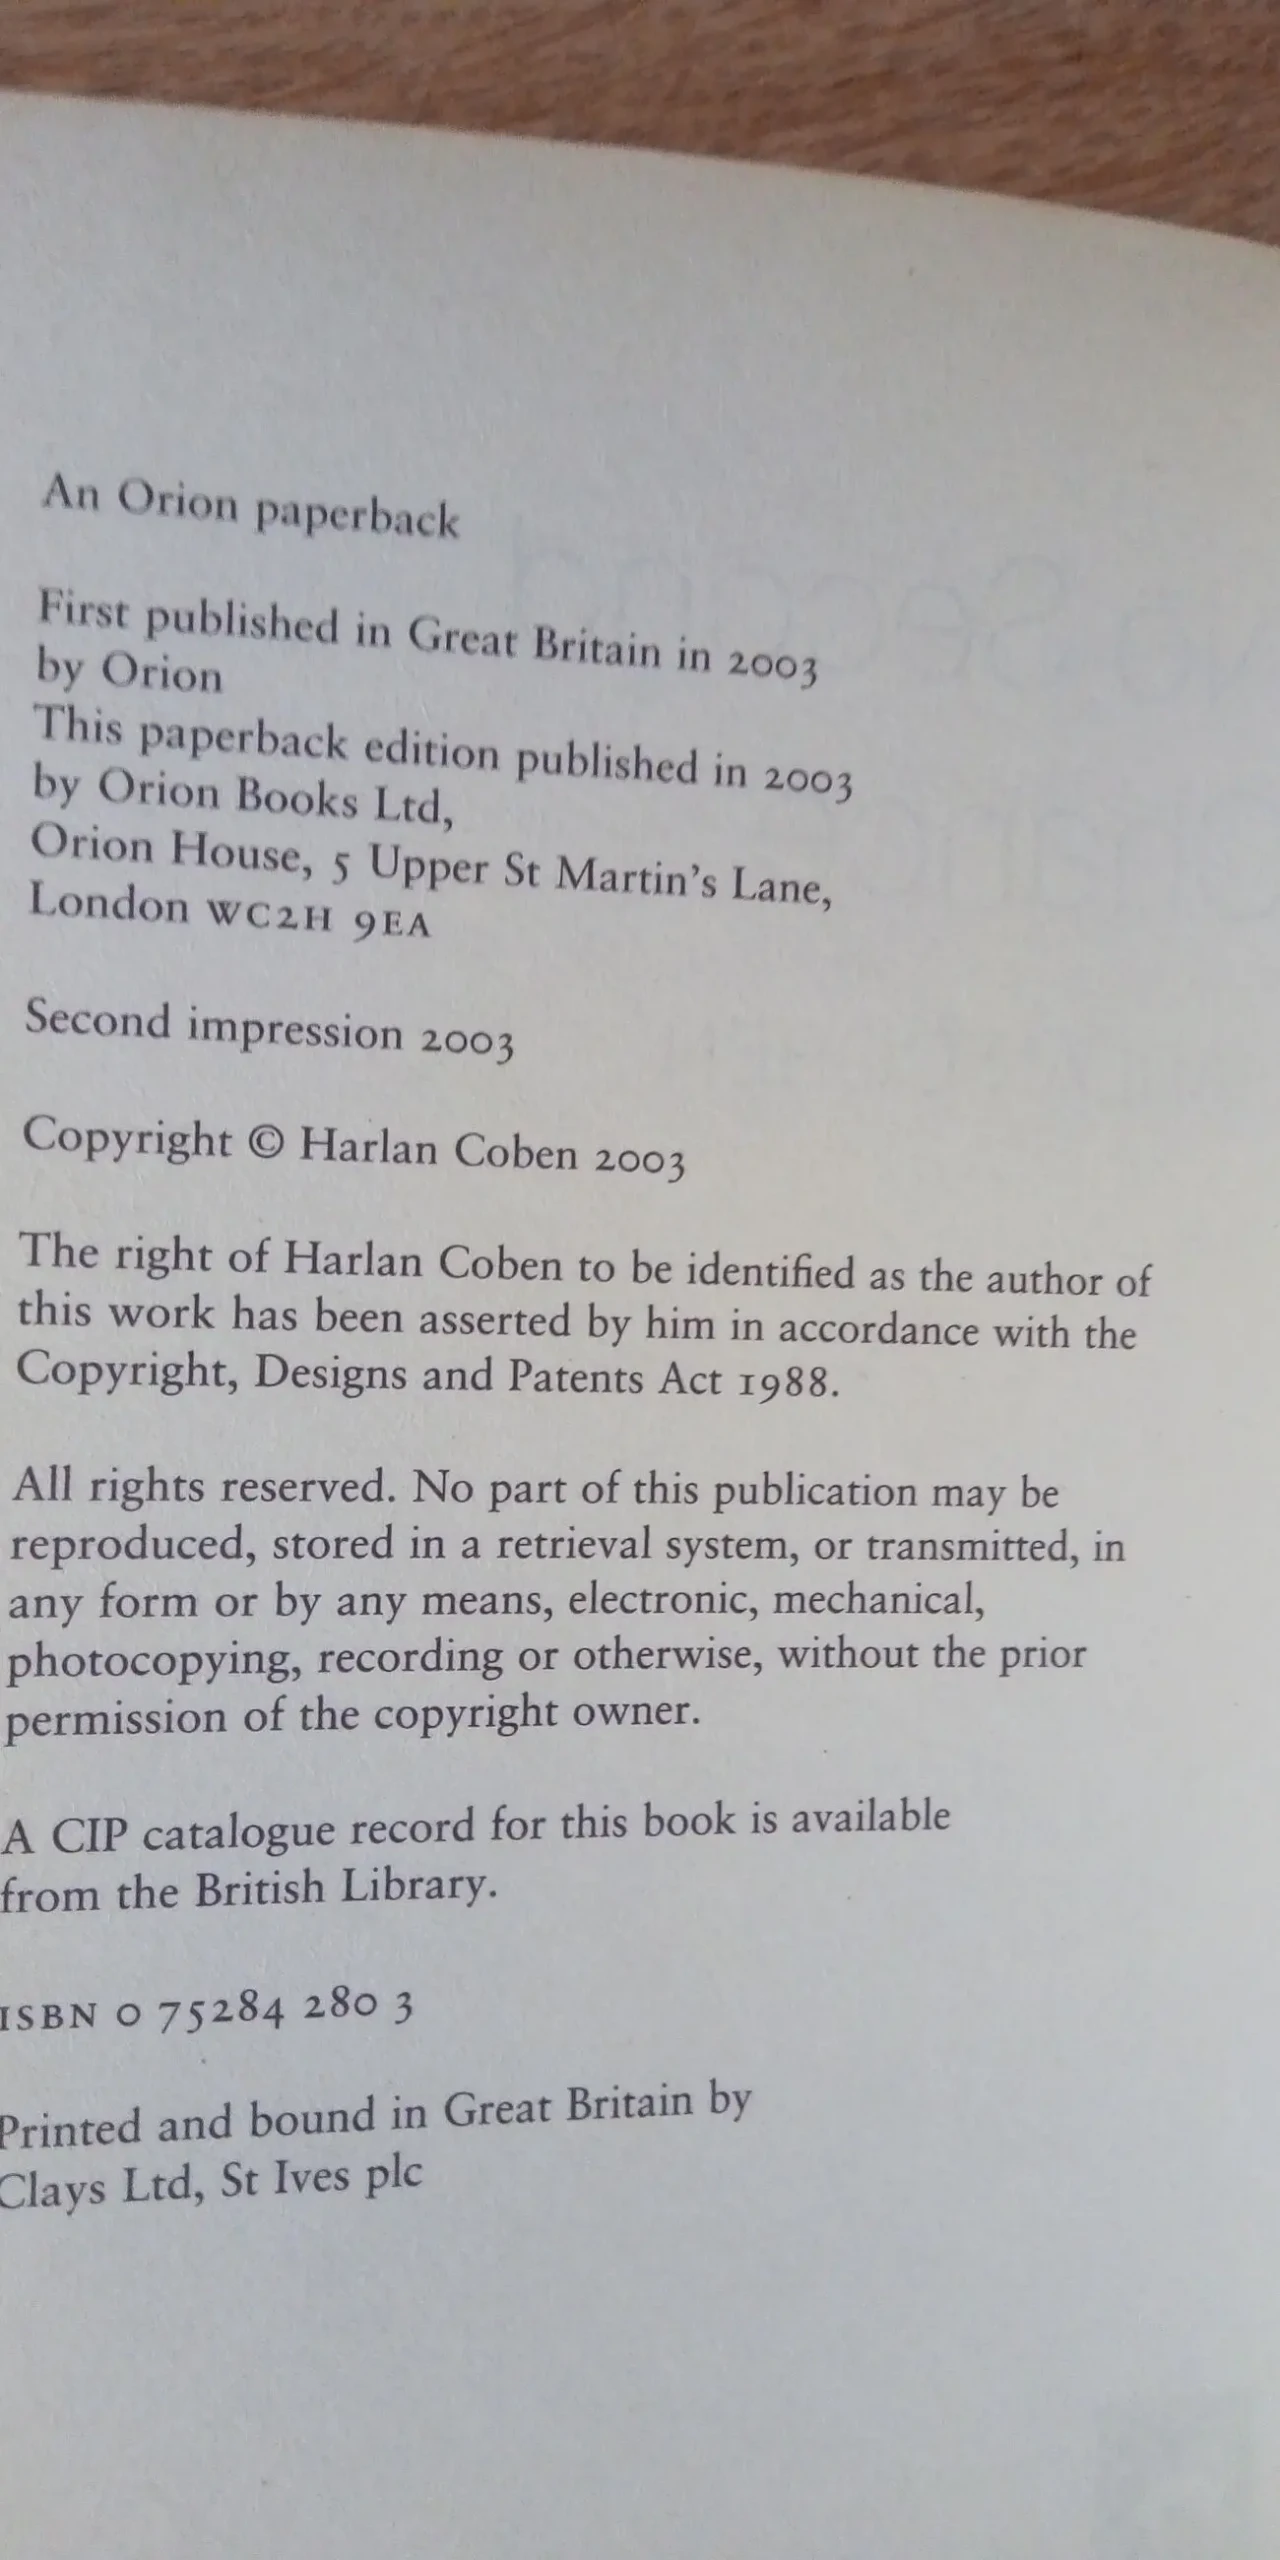 An Orion paperback
First published in Great Britain in 2003
by Orion
This paperback edition published in 2003
by Orion Books Ltd,
Orion House, 5 Upper St Martin's Lane,
London WC2H 9EA
Second impression 2003
Copyright © Harlan Coben 2003
The right of Harlan Coben to be identified as the author of
this work has been asserted by him in accordance with the
Copyright, Designs and Patents Act 1988.
All rights reserved. No part of this publication may be
reproduced, stored in a retrieval system, or transmitted, in
any form or by any means, electronic, mechanical,
photocopying, recording or otherwise, without the prior
permission of the copyright owner.
A CIP catalogue record for this book is available
from the British Library.
ISBN 0 75284 280 3
Printed and bound in Great Britain by
Clays Ltd, St Ives plc